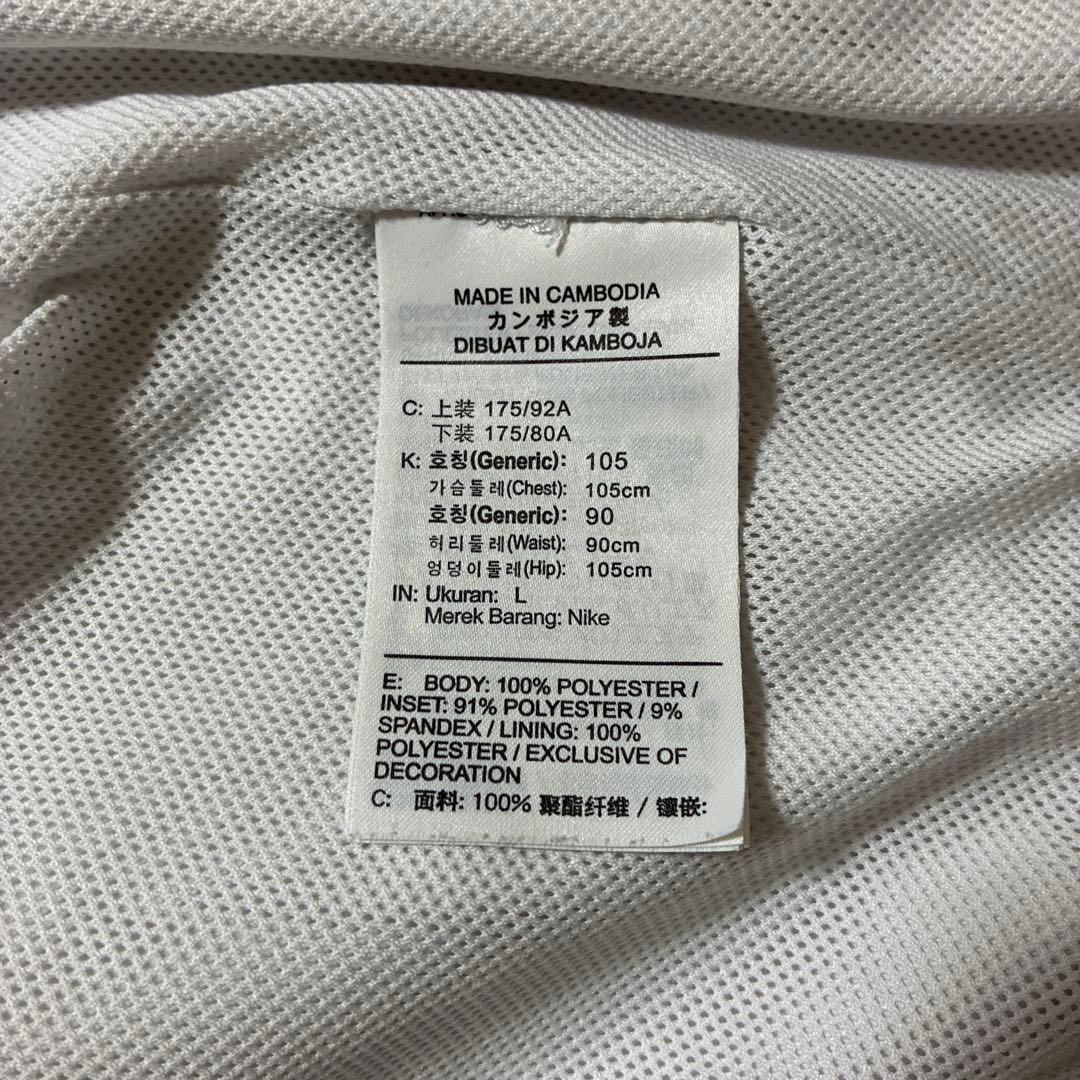 MADE IN CAMBODIA
カンボジア製
DIBUAT DI KAMBOJA
C: 上装 175/92A
下装 175/80A
K: 호칭(Generic): 105
가슴둘레(Chest): 105cm
호칭(Generic): 90
허리둘레(Waist): 90cm
엉덩이둘레(Hip): 105cm
IN: Ukuran: L
Merek Barang: Nike
E: BODY: 100% POLYESTER /
INSET: 91% POLYESTER / 9%
SPANDEX / LINING: 100%
POLYESTER / EXCLUSIVE OF
DECORATION
C: 面料: 100% 聚酯纤维 / 镶嵌: